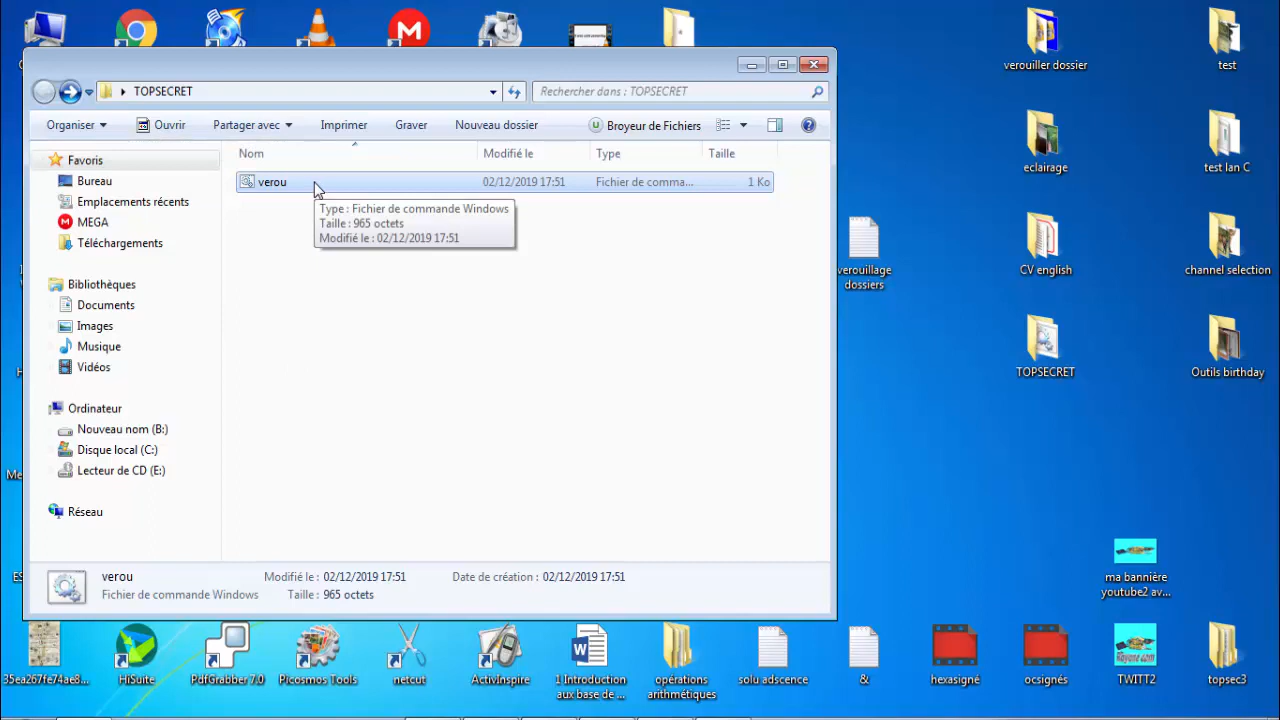 TOPSECRET
Rechercher dans : TOPSECRET
Organiser
Ouvrir
Partager avec
Imprimer
Graver
Nouveau dossier
Broyeur de Fichiers
Nom
Modifié le
Type
Taille
verou
02/12/2019 17:51
Fichier de comma...
1 Ko
Type : Fichier de commande Windows
Taille : 965 octets
Modifié le : 02/12/2019 17:51
Favoris
Bureau
Emplacements récents
MEGA
Téléchargements
Bibliothèques
Documents
Images
Musique
Vidéos
Ordinateur
Nouveau nom (B:)
Disque local (C:)
Lecteur de CD (E:)
Réseau
verou
Modifié le : 02/12/2019 17:51
Date de création : 02/12/2019 17:51
Fichier de commande Windows
Taille : 965 octets
verouiller dossier
test
eclairage
test lan C
verouillage
dossiers
CV english
channel selection
TOPSECRET
Outils birthday
ma bannière
youtube2 av...
35ea267fe74ae8...
HiSuite
PdfGrabber 7.0
Picosmos Tools
netcut
ActivInspire
1 Introduction
aux base de ...
opérations
arithmétiques
solu adscence
&
hexasigné
ocsignés
TWITT2
topsec3